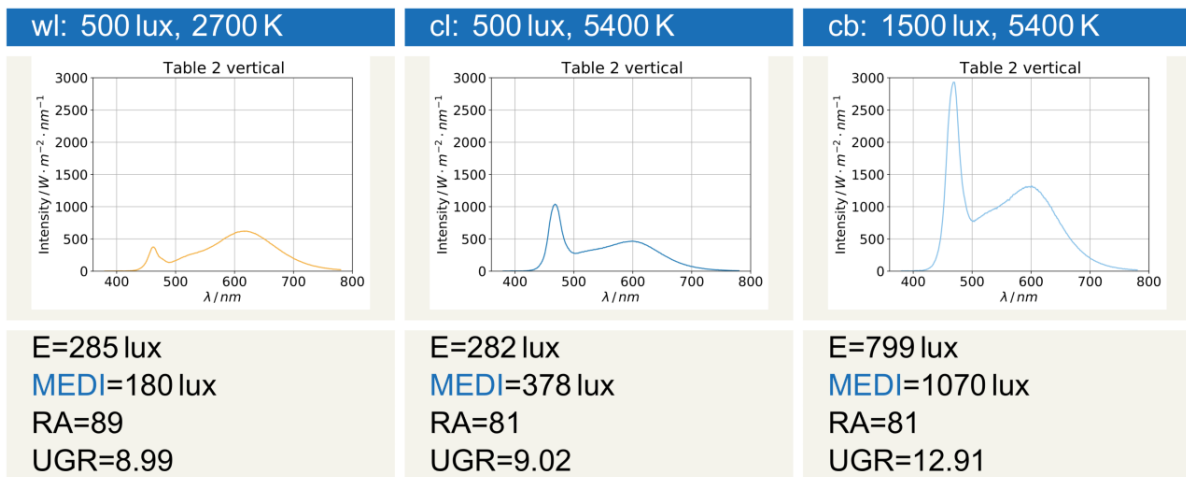 wl: 500 lux, 2700 K
Table 2 vertical
3000
2500
2000
1500
1000
500
0
Intensity / W · m⁻² · nm⁻¹
400 500 600 700 800
λ / nm
E=285 lux
MEDI=180 lux
RA=89
UGR=8.99
cl: 500 lux, 5400 K
Table 2 vertical
3000
2500
2000
1500
1000
500
0
Intensity / W · m⁻² · nm⁻¹
400 500 600 700 800
λ / nm
E=282 lux
MEDI=378 lux
RA=81
UGR=9.02
cb: 1500 lux, 5400 K
Table 2 vertical
3000
2500
2000
1500
1000
500
0
Intensity / W · m⁻² · nm⁻¹
400 500 600 700 800
λ / nm
E=799 lux
MEDI=1070 lux
RA=81
UGR=12.91